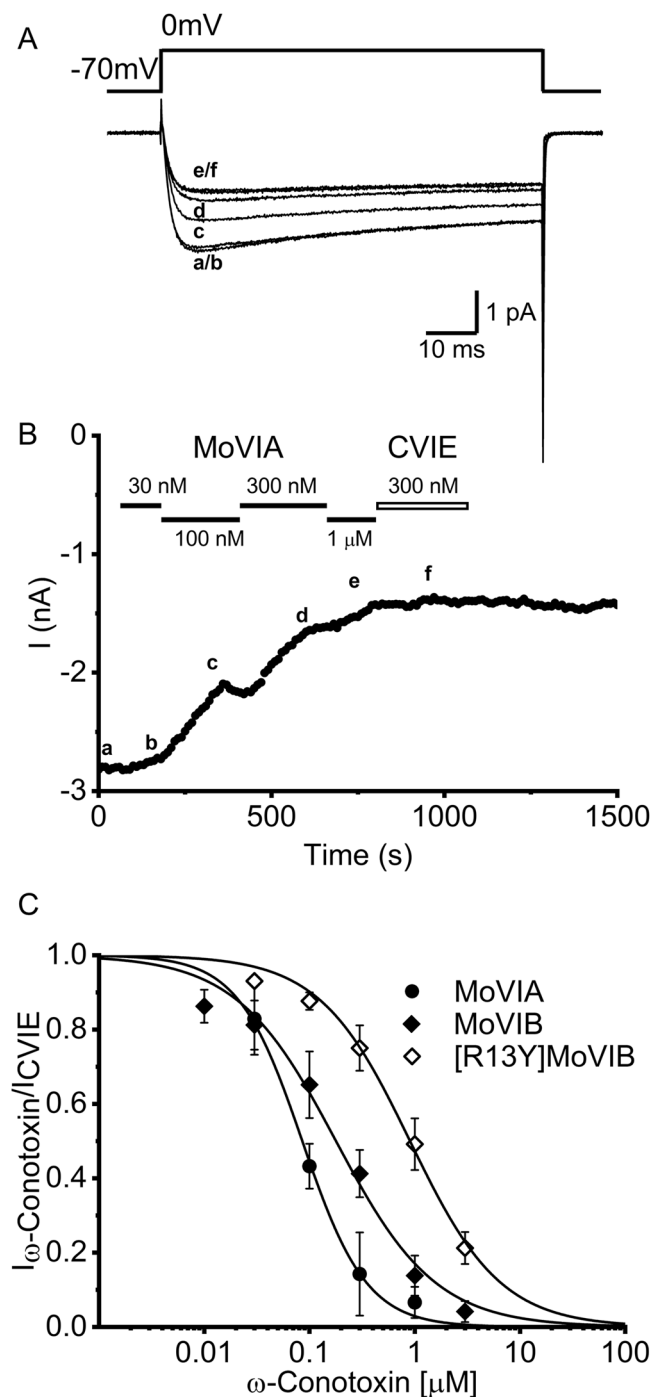 A
0mV
-70mV
e/f
d
c
a/b
1 pA
10 ms
B
0
MoVIA
CVIE
30 nM
300 nM
300 nM
100 nM
1 μM
-1
I (nA)
e
f
d
c
-2
a
b
-3
0
500
1000
1500
Time (s)
C
1.0
MoVIA
MoVIB
[R13Y]MoVIB
0.8
Iω-Conotoxin/ICVIE
0.6
0.4
0.2
0.0
0.01
0.1
1
10
100
ω-Conotoxin [μM]